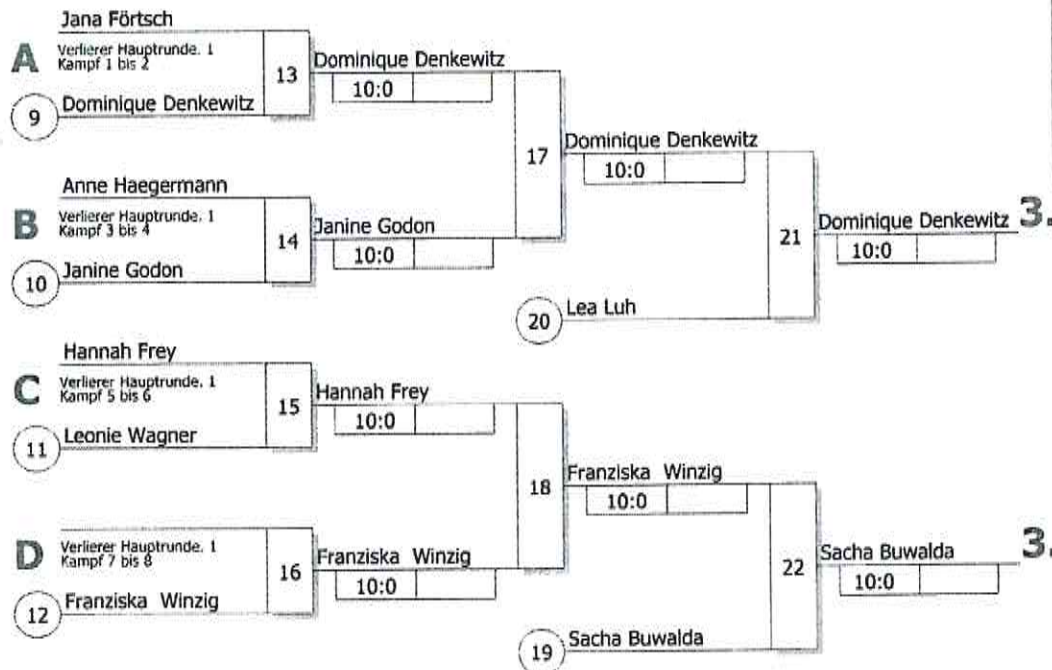 Jana Förtsch
A
Verlierer Hauptrunde. 1
Kampf 1 bis 2
13
Dominique Denkewitz
10:0
9
Dominique Denkewitz
17
Dominique Denkewitz
10:0
Anne Haegermann
B
Verlierer Hauptrunde. 1
Kampf 3 bis 4
14
Janine Godon
10:0
10
Janine Godon
21
Dominique Denkewitz
3.
10:0
20
Lea Luh
Hannah Frey
C
Verlierer Hauptrunde. 1
Kampf 5 bis 6
15
Hannah Frey
10:0
11
Leonie Wagner
18
Franziska Winzig
10:0
D
Verlierer Hauptrunde. 1
Kampf 7 bis 8
16
Franziska Winzig
10:0
12
Franziska Winzig
22
Sacha Buwalda
3.
10:0
19
Sacha Buwalda